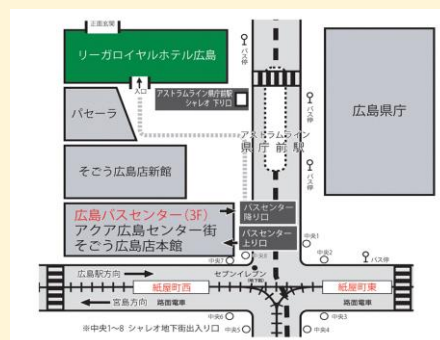 正面玄関
リーガロイヤルホテル広島
入口
アストラムライン県庁前駅
シャレオ 下り口
バス停
バス停
パセーラ
広島県庁
アストラムライン
県庁前駅
そごう広島店新館
バス停
広島バスセンター(3F)
アクア広島センター街
そごう広島店本館
バスセンター
降り口
バスセンター
上り口
中央1
中央2
中央7
中央8
バス停
広島駅方向
セブンイレブン
紙屋町西
紙屋町東
路面電車
路面電車
宮島方向
中央6
中央5
中央3
中央4
※中央1~8 シャレオ地下街出入り口